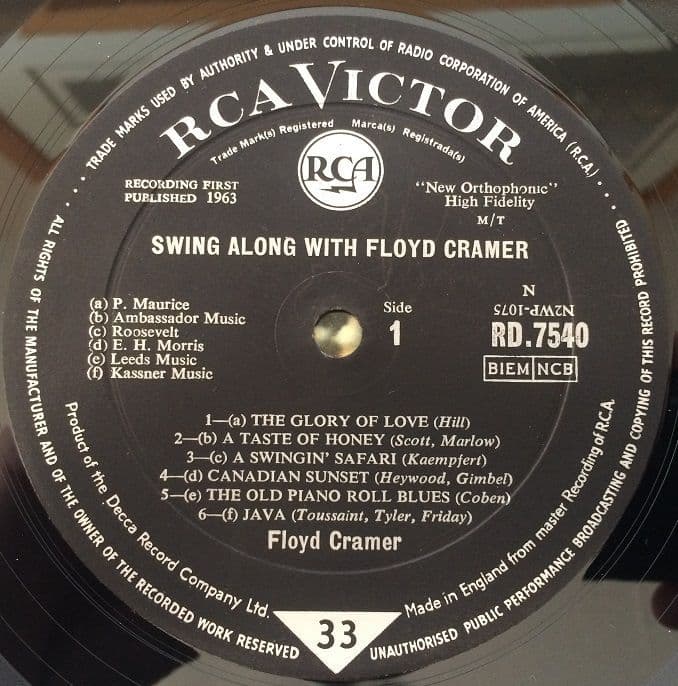 TRADE MARKS USED BY AUTHORITY & UNDER CONTROL OF RADIO CORPORATION OF AMERICA (R.C.A.)
RCA VICTOR
Trade Mark(s) Registered Marca(s) Registrada(s)
RCA
RECORDING FIRST
PUBLISHED 1963
"New Orthophonic"
High Fidelity
M/T
SWING ALONG WITH FLOYD CRAMER
(a) P. Maurice
(b) Ambassador Music
(c) Roosevelt
(d) E. H. Morris
(e) Leeds Music
(f) Kassner Music
Side
1
N
N2WP-1075
RD.7540
BIEM NCB
1—(a) THE GLORY OF LOVE (Hill)
2—(b) A TASTE OF HONEY (Scott, Marlow)
3—(c) A SWINGIN' SAFARI (Kaempfert)
4—(d) CANADIAN SUNSET (Heywood, Gimbel)
5—(e) THE OLD PIANO ROLL BLUES (Coben)
6—(f) JAVA (Toussaint, Tyler, Friday)
Floyd Cramer
Product of the Decca Record Company Ltd.
Made in England from master Recording of R.C.A.
33
ALL RIGHTS OF THE MANUFACTURER AND OF THE OWNER OF THE RECORDED WORK RESERVED
UNAUTHORISED PUBLIC PERFORMANCE BROADCASTING AND COPYING OF THIS RECORD PROHIBITED